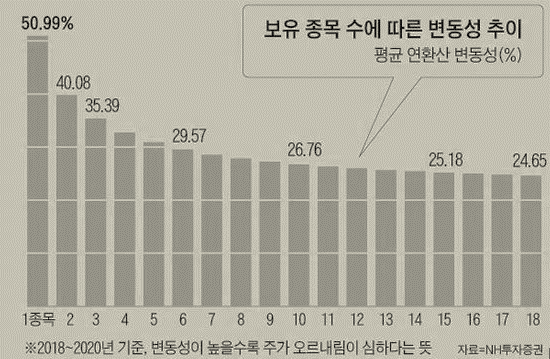 보유 종목 수에 따른 변동성 추이
평균 연환산 변동성(%)
50.99%
40.08
35.39
29.57
26.76
25.18
24.65
1종목 2 3 4 5 6 7 8 9 10 11 12 13 14 15 16 17 18
※2018~2020년 기준, 변동성이 높을수록 주가 오르내림이 심하다는 뜻
자료=NH투자증권